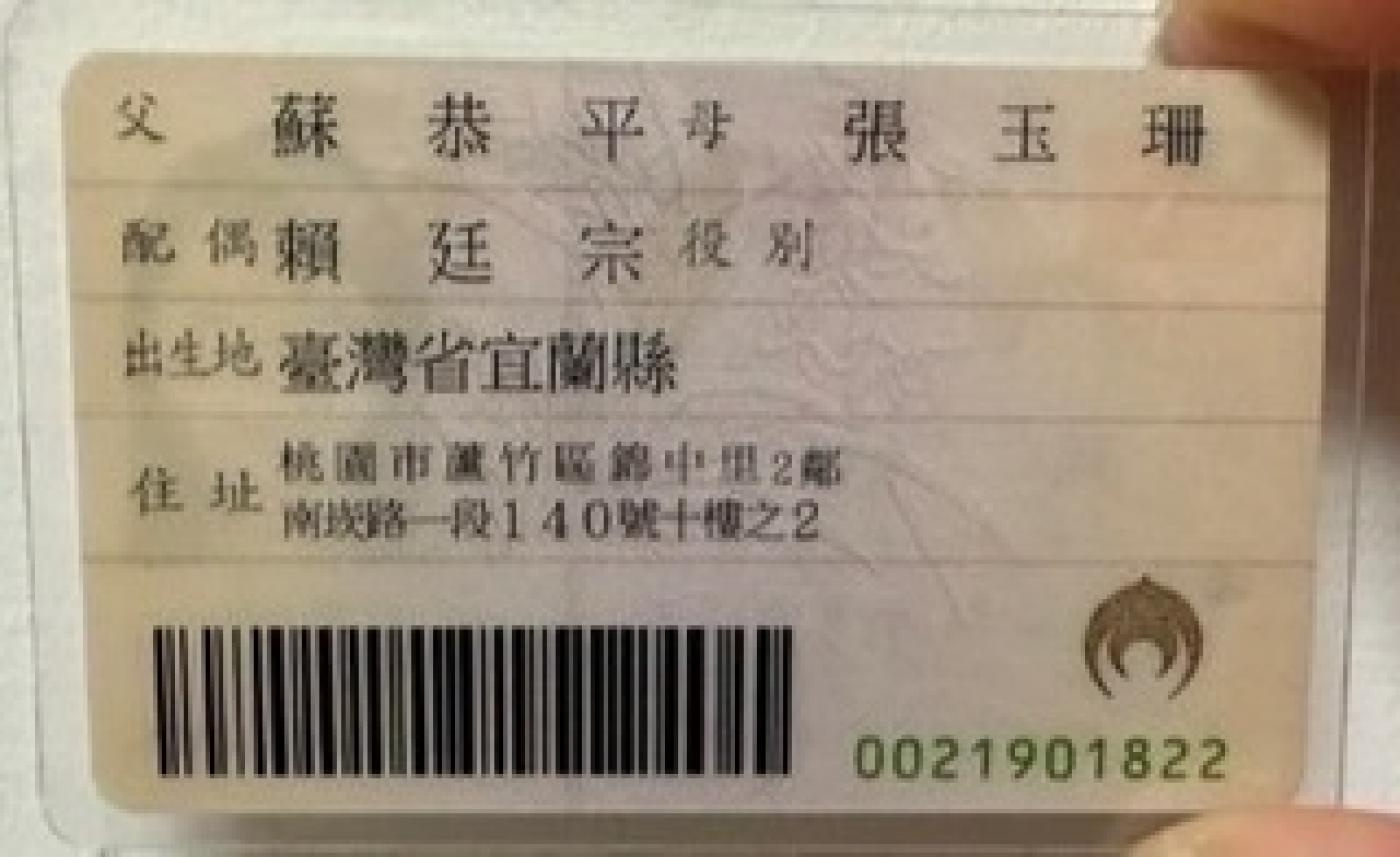 父 蘇恭平 母 張玉珊
配偶 賴廷宗 役別
出生地 臺灣省宜蘭縣
住址 桃園市蘆竹區錦中里2鄰
南崁路一段140號十樓之2
0021901822